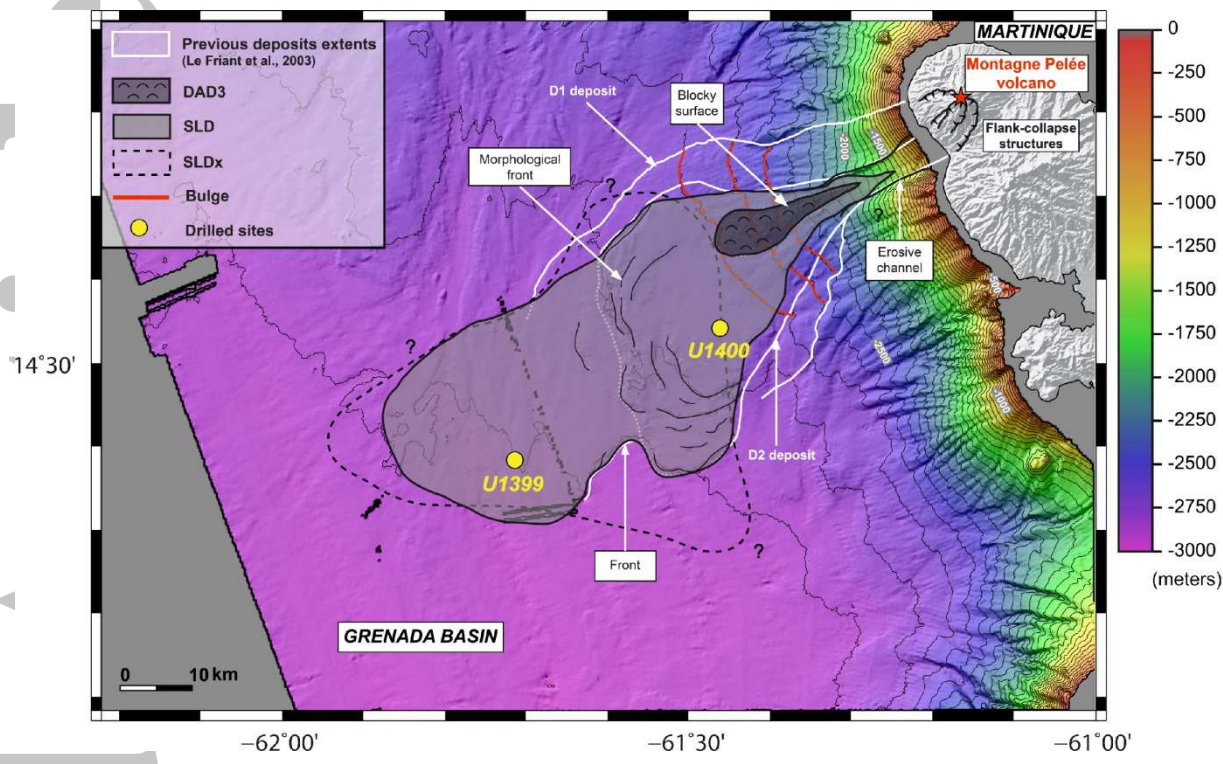 Previous deposits extents
(Le Friant et al., 2003)
DAD3
SLD
SLDx
Bulge
Drilled sites
MARTINIQUE
Montagne Pelée
volcano
Flank-collapse
structures
D1 deposit
Blocky
surface
Morphological
front
-2000
-1500
?
?
Erosive
channel
-500
U1400
-2500
?
14°30'
-1000
D2 deposit
U1399
?
Front
GRENADA BASIN
0 10 km
−62°00'
−61°30'
−61°00'
0
-250
-500
-750
-1000
-1250
-1500
-1750
-2000
-2250
-2500
-2750
-3000
(meters)